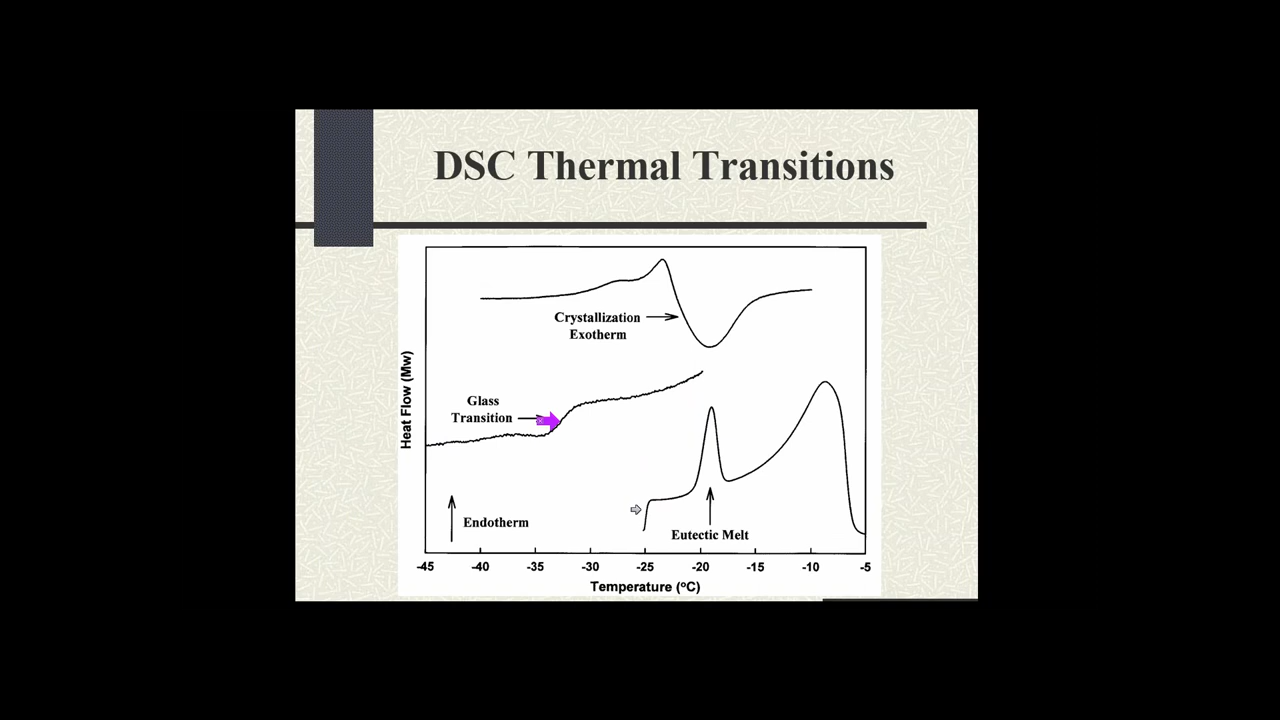 DSC Thermal Transitions
Crystallization
Exotherm
Heat Flow (Mw)
Glass
Transition
Endotherm
Eutectic Melt
-45 -40 -35 -30 -25 -20 -15 -10 -5
Temperature (°C)